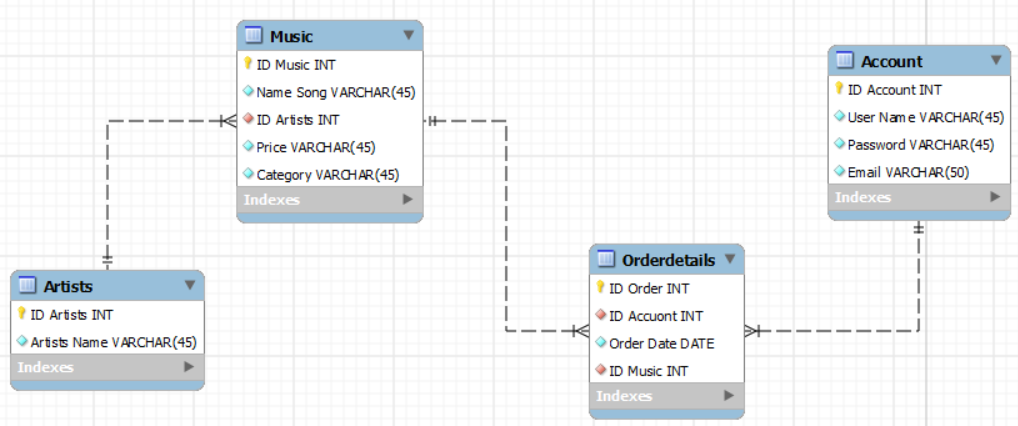 Music
ID Music INT
Name Song VARCHAR(45)
ID Artists INT
Price VARCHAR(45)
Category VARCHAR(45)
Indexes
Account
ID Account INT
User Name VARCHAR(45)
Password VARCHAR(45)
Email VARCHAR(50)
Indexes
Artists
ID Artists INT
Artists Name VARCHAR(45)
Indexes
Orderdetails
ID Order INT
ID Accuont INT
Order Date DATE
ID Music INT
Indexes